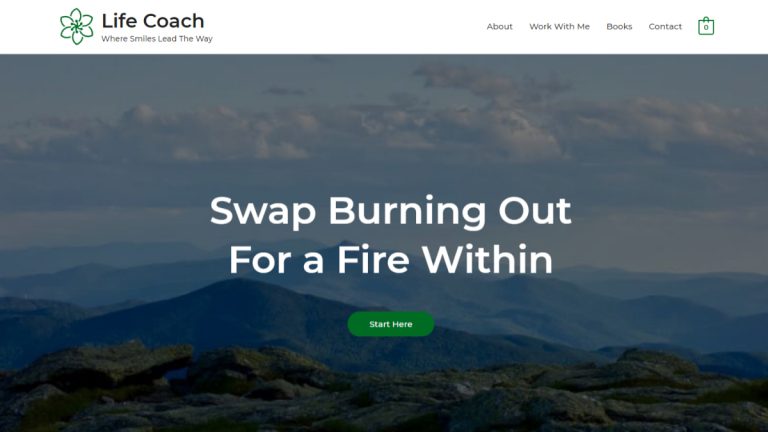 Life Coach
Where Smiles Lead The Way
About Work With Me Books Contact 0
Swap Burning Out
For a Fire Within
Start Here